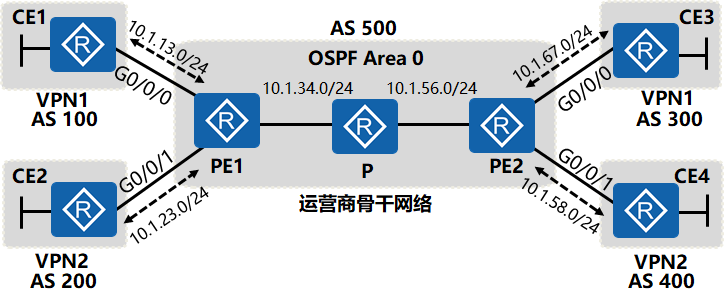 CE1
10.1.13.0/24
G0/0/0
VPN1
AS 100
AS 500
OSPF Area 0
10.1.34.0/24
10.1.56.0/24
CE3
10.1.67.0/24
G0/0/0
VPN1
AS 300
R
R
R
R
R
PE1
P
PE2
CE2
G0/0/1
10.1.23.0/24
R
VPN2
AS 200
运营商骨干网络
G0/0/1
CE4
10.1.58.0/24
R
VPN2
AS 400